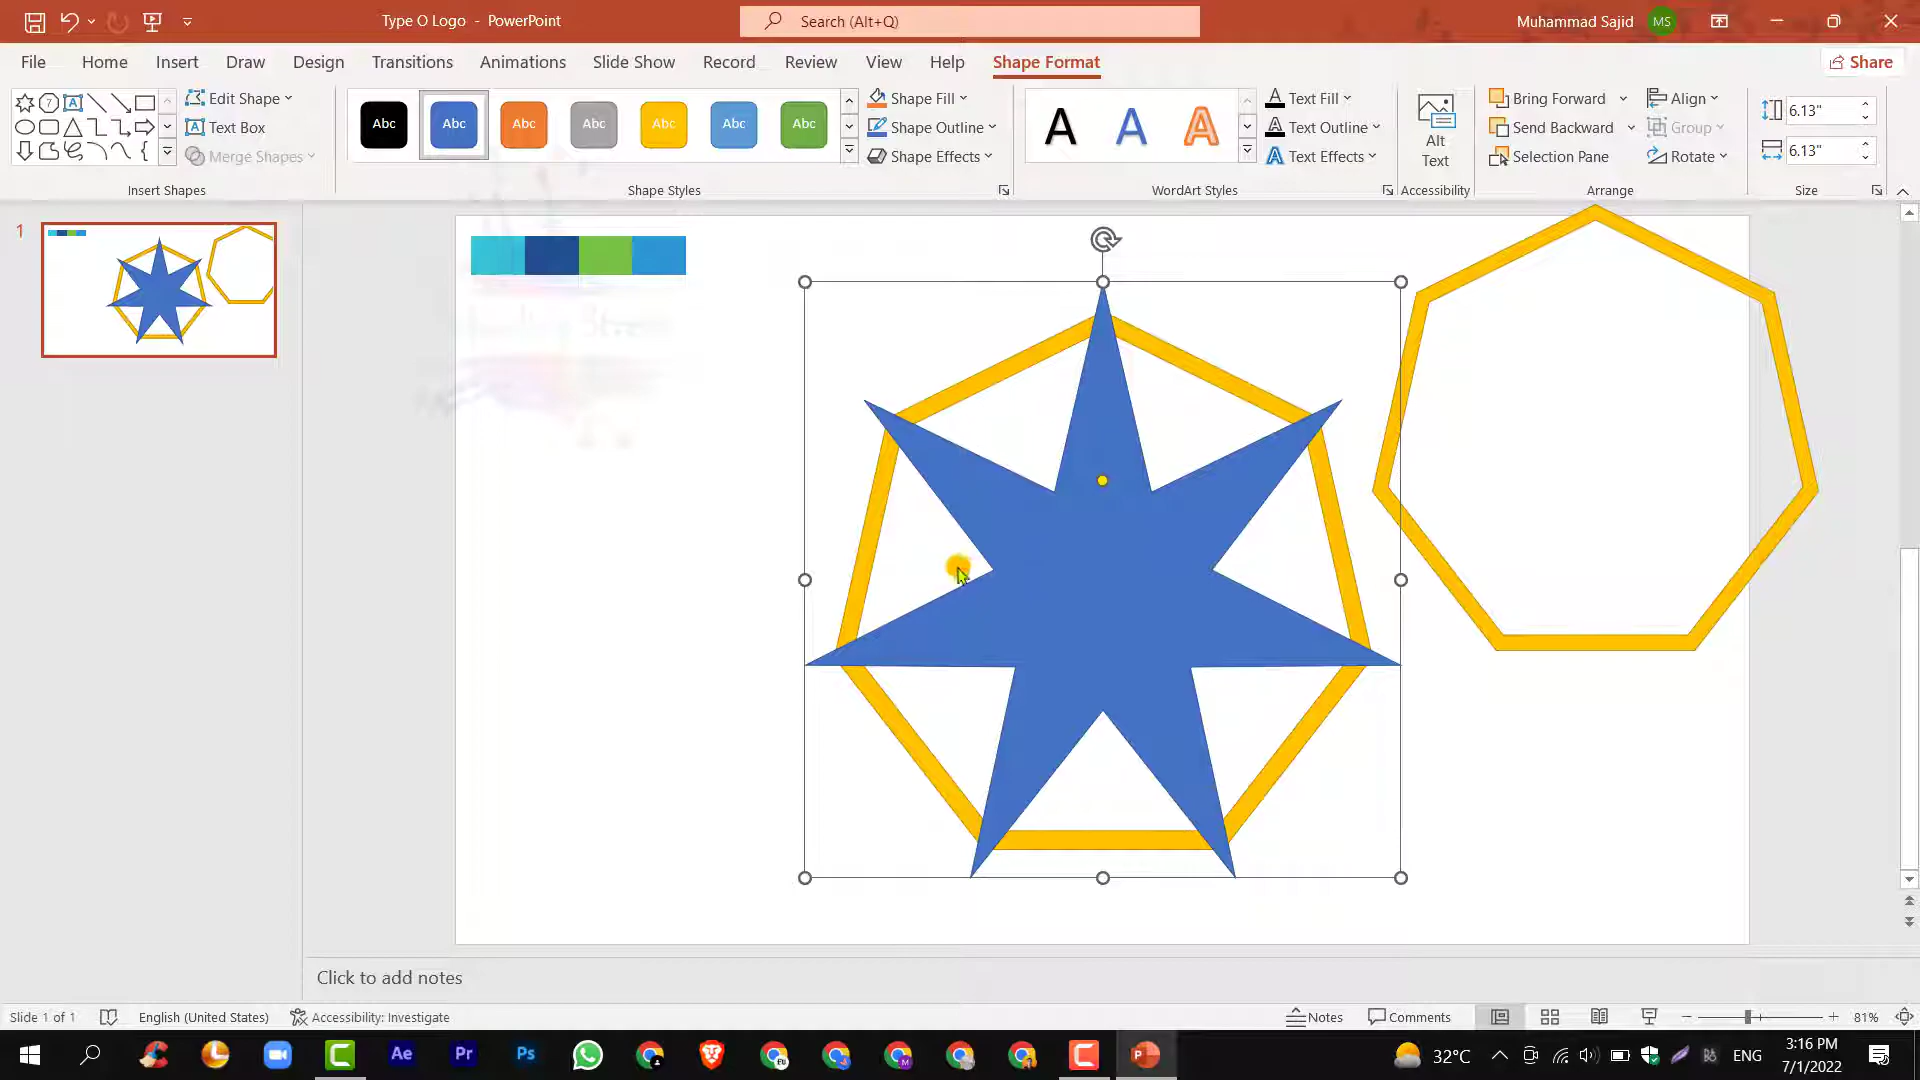 Type O Logo - PowerPoint
Search (Alt+Q)
Muhammad Sajid
MS
File
Home
Insert
Draw
Design
Transitions
Animations
Slide Show
Record
Review
View
Help
Shape Format
Share
Edit Shape
Text Box
Merge Shapes
Insert Shapes
Abc
Abc
Abc
Abc
Abc
Abc
Abc
Shape Fill
Shape Outline
Shape Effects
Shape Styles
A
A
A
Text Fill
Text Outline
Text Effects
WordArt Styles
Alt
Text
Accessibility
Bring Forward
Send Backward
Selection Pane
Align
Group
Rotate
Arrange
6.13"
6.13"
Size
1
Click to add notes
Slide 1 of 1
English (United States)
Accessibility: Investigate
Notes
Comments
81%
Ae
Pr
Ps
32°C
ENG
3:16 PM
7/1/2022